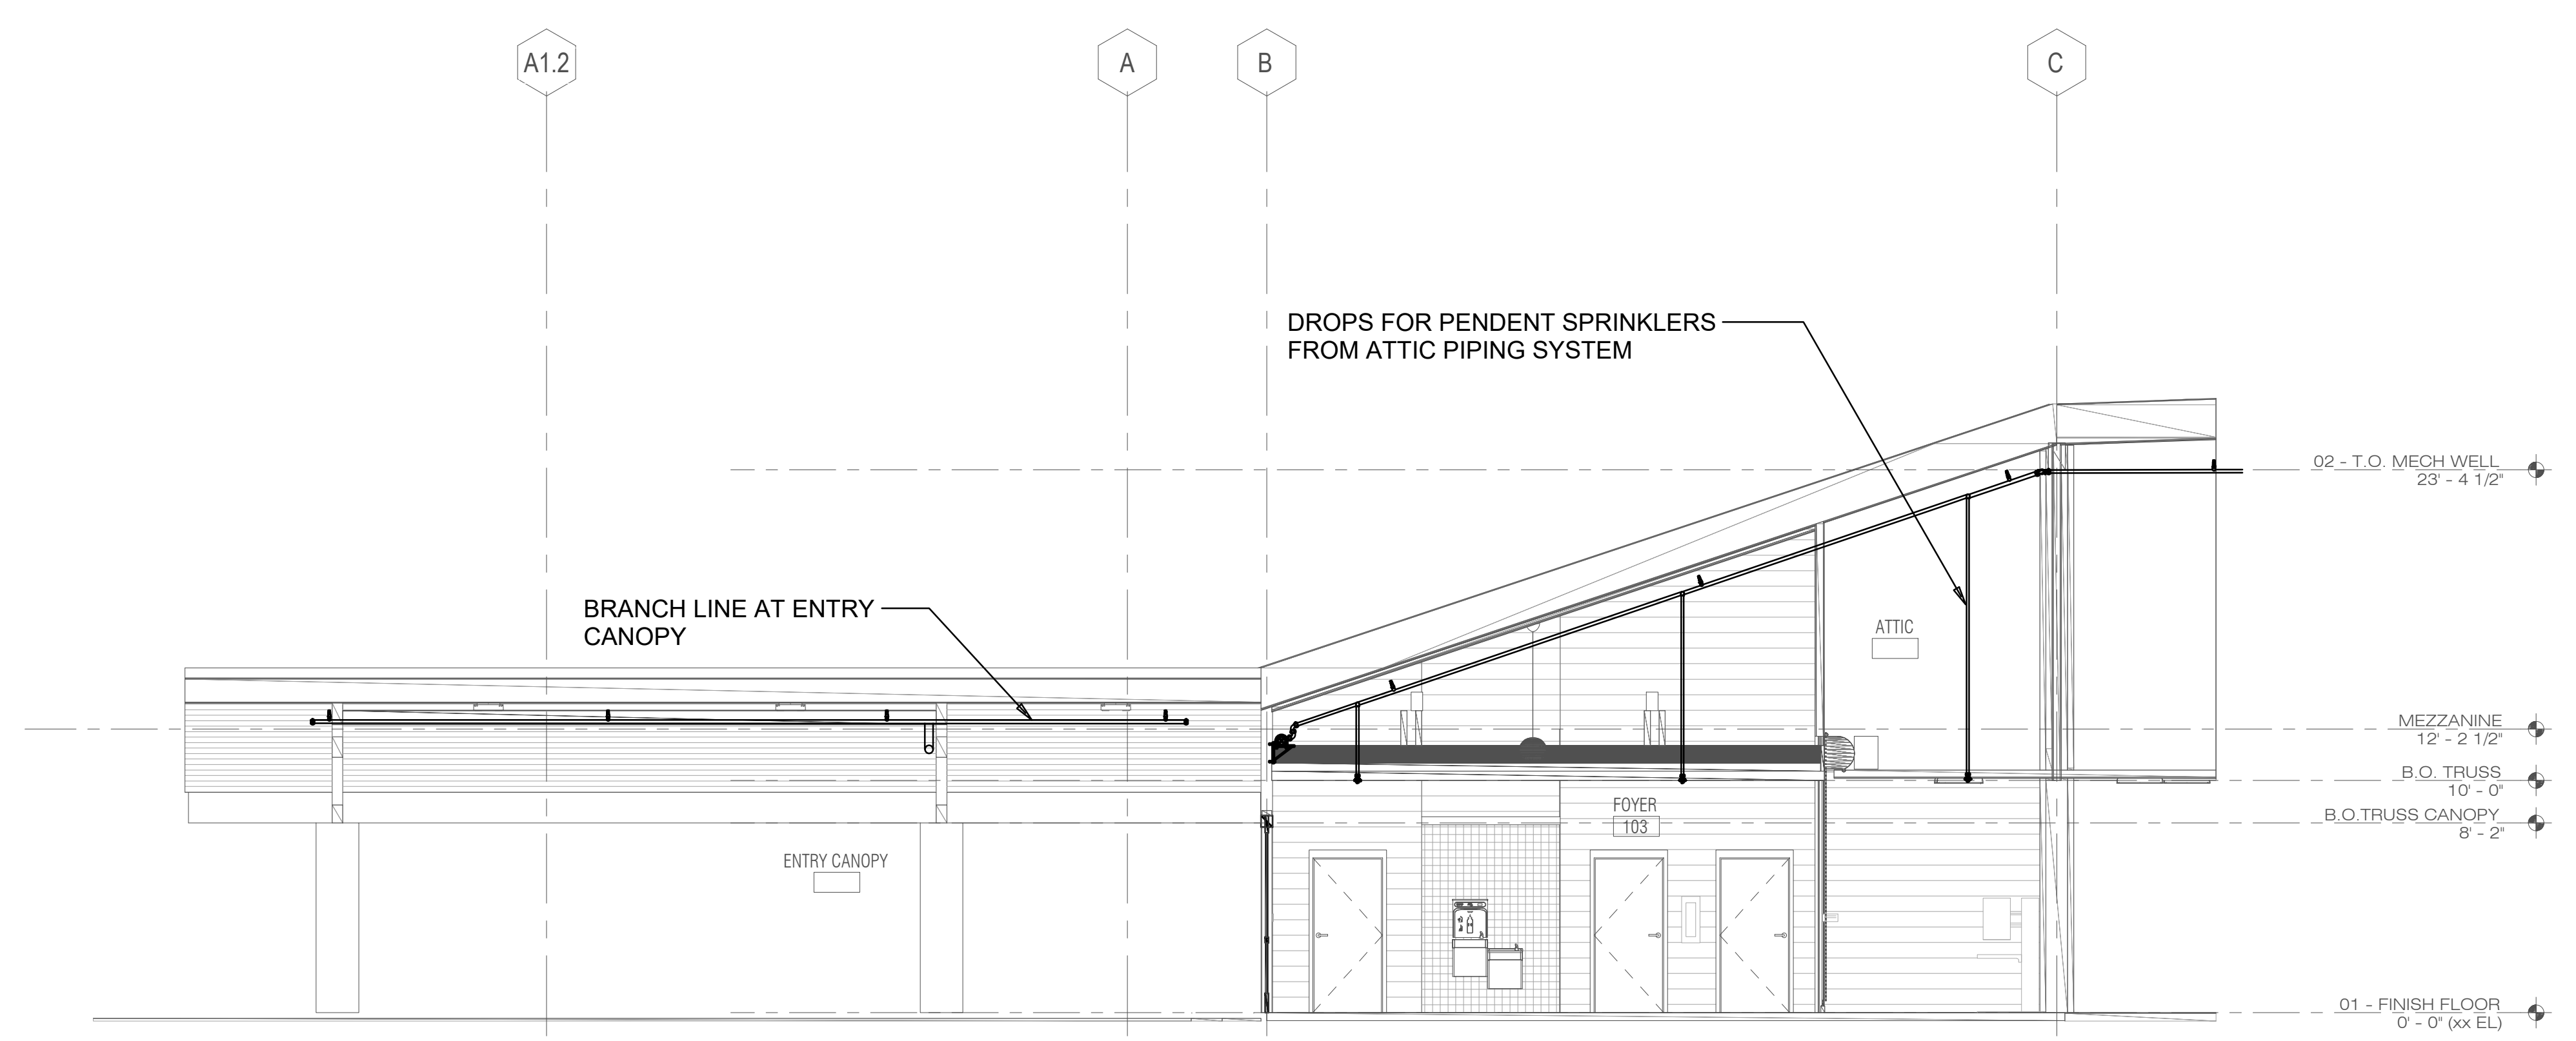 A1.2
A
B
C
DROPS FOR PENDENT SPRINKLERS
FROM ATTIC PIPING SYSTEM
02 - T.O. MECH WELL
23' - 4 1/2"
BRANCH LINE AT ENTRY
CANOPY
ATTIC
MEZZANINE
12' - 2 1/2"
B.O. TRUSS
10' - 0"
FOYER
103
B.O.TRUSS CANOPY
8' - 2"
ENTRY CANOPY
01 - FINISH FLOOR
0' - 0" (xx EL)